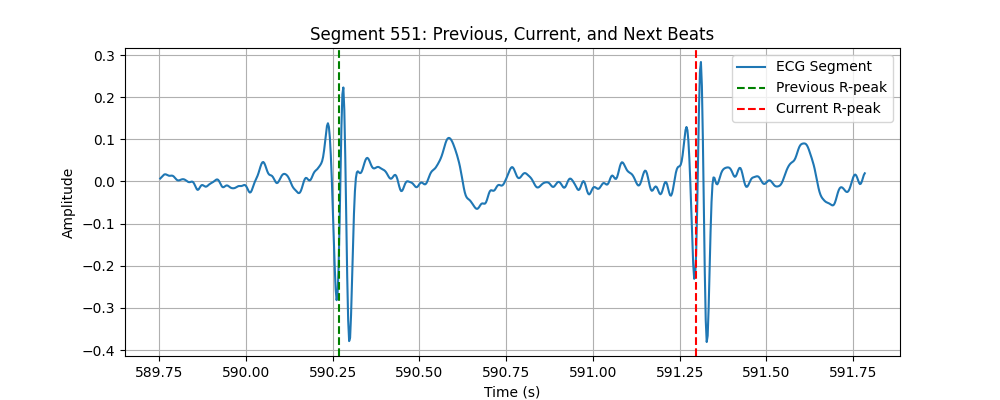 Segment 551: Previous, Current, and Next Beats
ECG Segment
Previous R-peak
Current R-peak
Amplitude
0.3
0.2
0.1
0.0
−0.1
−0.2
−0.3
−0.4
589.75 590.00 590.25 590.50 590.75 591.00 591.25 591.50 591.75
Time (s)